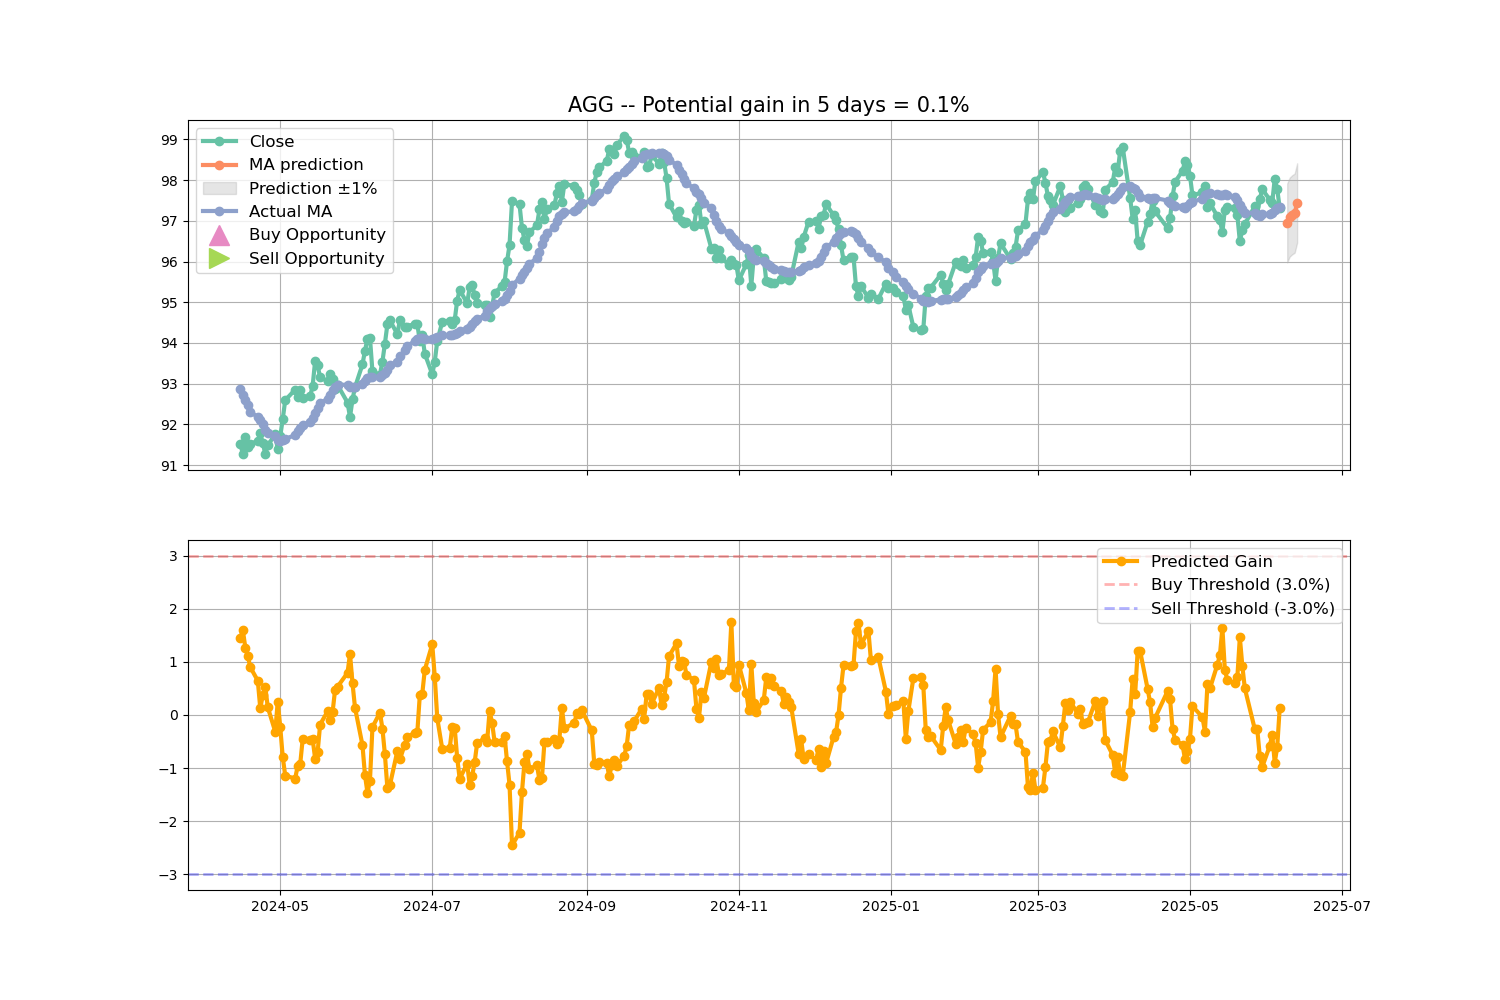 AGG -- Potential gain in 5 days = 0.1%
99
98
97
96
95
94
93
92
91
Close
MA prediction
Prediction ±1%
Actual MA
Buy Opportunity
Sell Opportunity
3
2
1
0
−1
−2
−3
Predicted Gain
Buy Threshold (3.0%)
Sell Threshold (-3.0%)
2024-05 2024-07 2024-09 2024-11 2025-01 2025-03 2025-05 2025-07